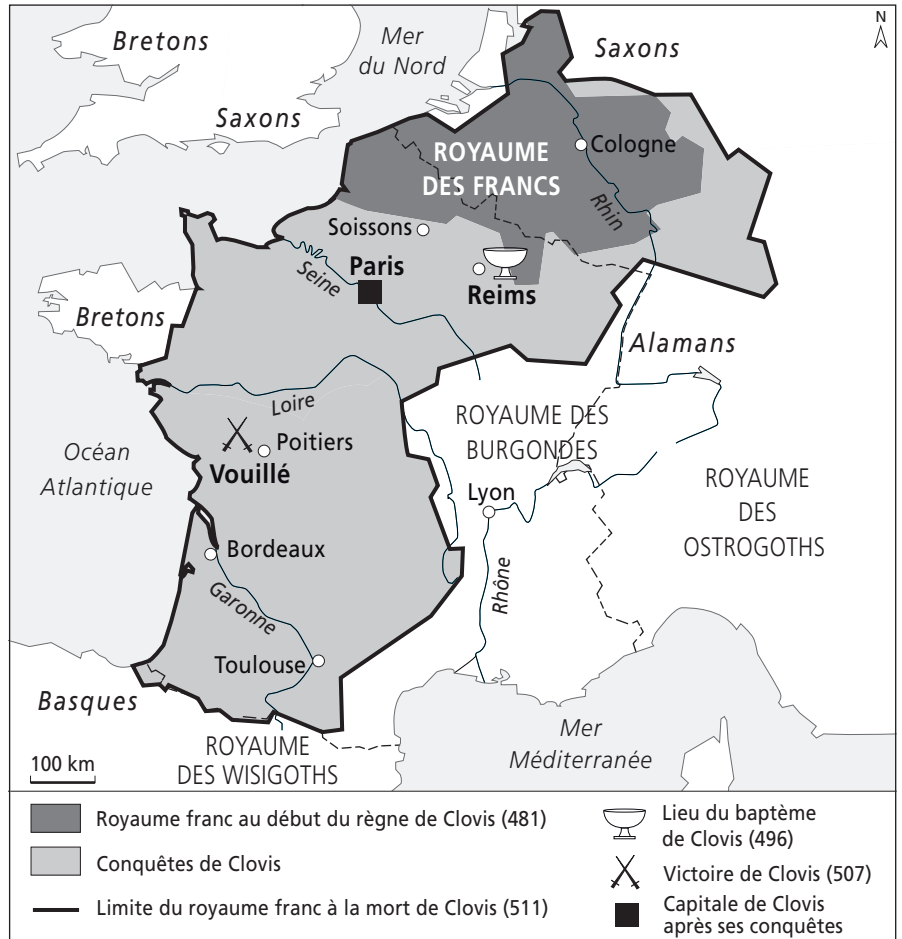 N
Bretons
Mer
du Nord
Saxons
Saxons
ROYAUME
DES FRANCS
Cologne
Rhin
Soissons
Paris
Seine
Reims
Bretons
Alamans
Loire
ROYAUME DES
BURGONDES
Poitiers
Vouillé
Océan
Atlantique
Lyon
ROYAUME
DES
OSTROGOTHS
Bordeaux
Rhône
Garonne
Toulouse
Basques
ROYAUME
DES WISIGOTHS
Mer
Méditerranée
100 km
Royaume franc au début du règne de Clovis (481)
Conquêtes de Clovis
Limite du royaume franc à la mort de Clovis (511)
Lieu du baptème
de Clovis (496)
Victoire de Clovis (507)
Capitale de Clovis
après ses conquêtes